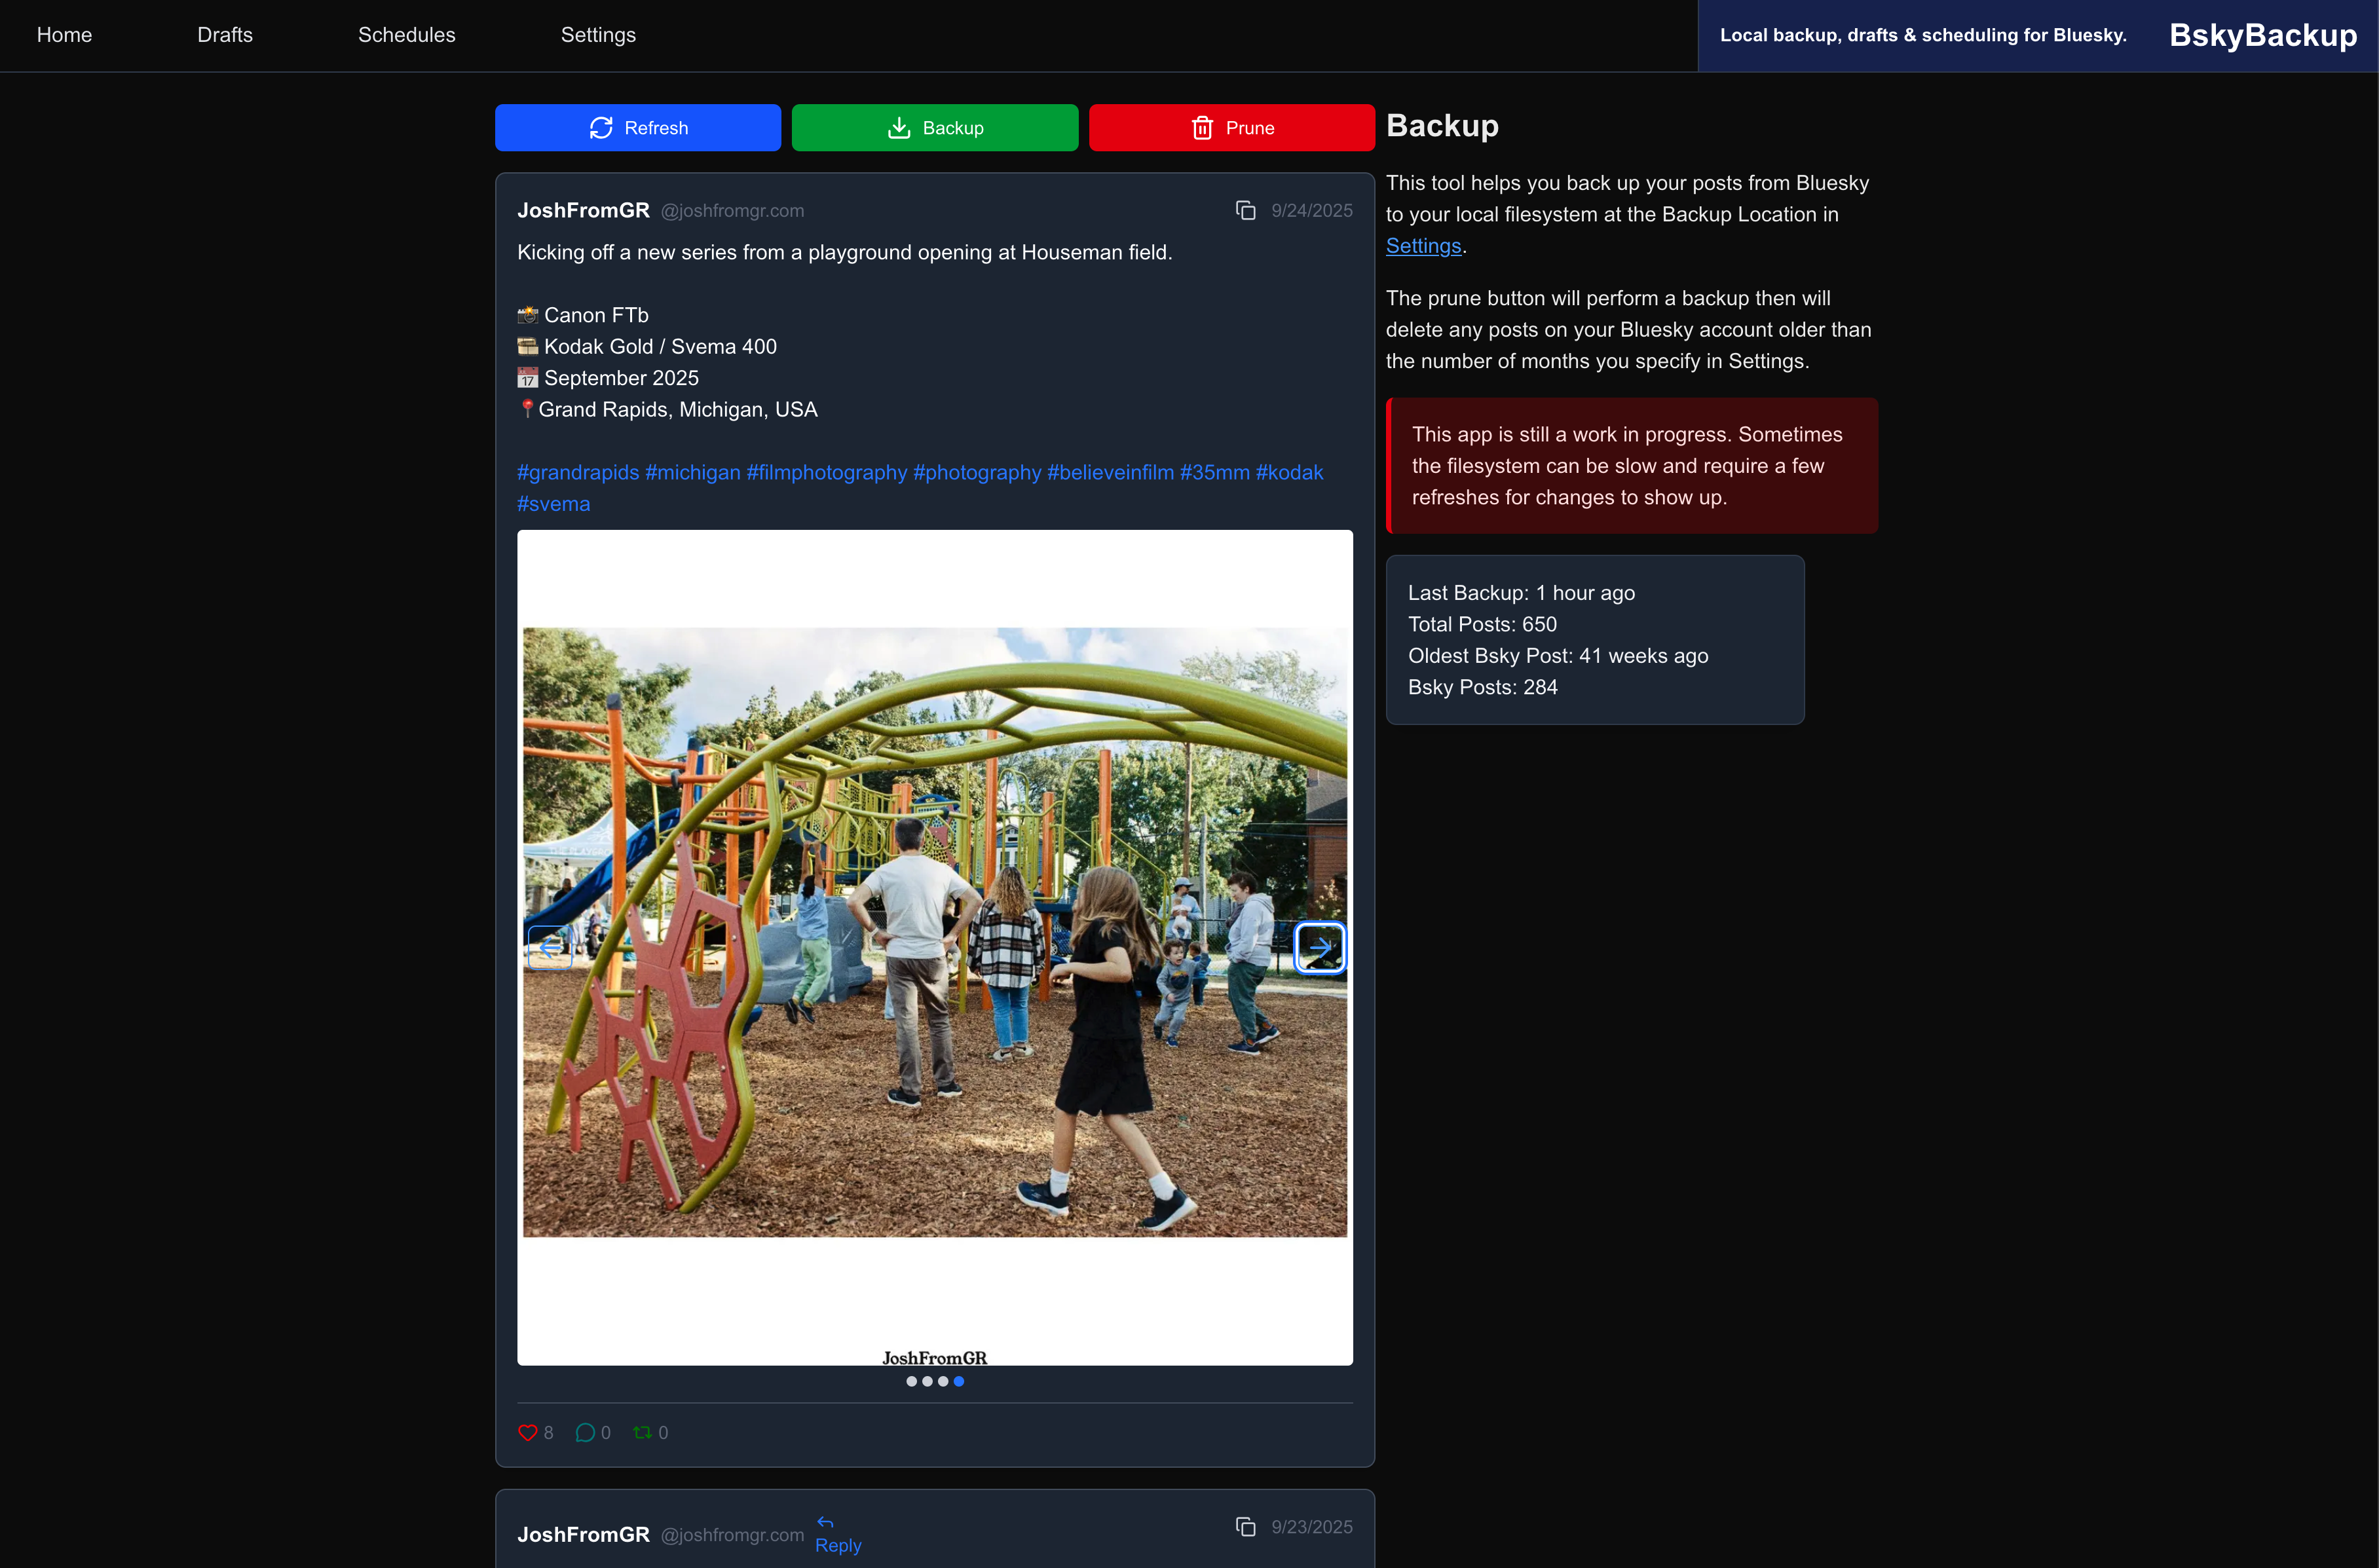 Home
Drafts
Schedules
Settings
Local backup, drafts & scheduling for Bluesky.
BskyBackup
Refresh
Backup
Prune
JoshFromGR @joshfromgr.com
9/24/2025
Kicking off a new series from a playground opening at Houseman field.
📸 Canon FTb
🎞️ Kodak Gold / Svema 400
📅 September 2025
📍Grand Rapids, Michigan, USA
#grandrapids #michigan #filmphotography #photography #believeinfilm #35mm #kodak
#svema
JoshFromGR
8
0
0
JoshFromGR @joshfromgr.com
Reply
9/23/2025
Backup
This tool helps you back up your posts from Bluesky
to your local filesystem at the Backup Location in
Settings.
The prune button will perform a backup then will
delete any posts on your Bluesky account older than
the number of months you specify in Settings.
This app is still a work in progress. Sometimes
the filesystem can be slow and require a few
refreshes for changes to show up.
Last Backup: 1 hour ago
Total Posts: 650
Oldest Bsky Post: 41 weeks ago
Bsky Posts: 284